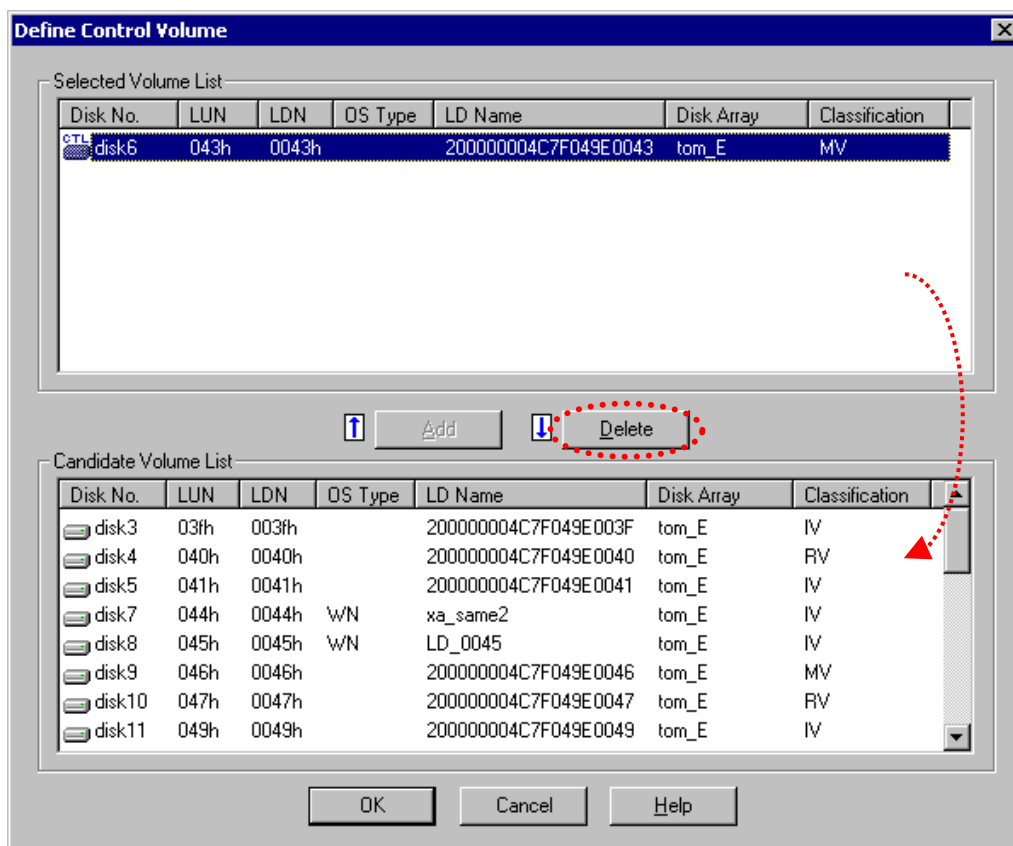 Define Control Volume
Selected Volume List
Disk No. LUN LDN OS Type LD Name Disk Array Classification
CTL disk6 043h 0043h 200000004C7F049E0043 tom_E MV
Add Delete
Candidate Volume List
Disk No. LUN LDN OS Type LD Name Disk Array Classification
disk3 03fh 003fh 200000004C7F049E003F tom_E IV
disk4 040h 0040h 200000004C7F049E0040 tom_E RV
disk5 041h 0041h 200000004C7F049E0041 tom_E IV
disk7 044h 0044h WN xa_same2 tom_E IV
disk8 045h 0045h WN LD_0045 tom_E IV
disk9 046h 0046h 200000004C7F049E0046 tom_E MV
disk10 047h 0047h 200000004C7F049E0047 tom_E RV
disk11 049h 0049h 200000004C7F049E0049 tom_E IV
OK Cancel Help